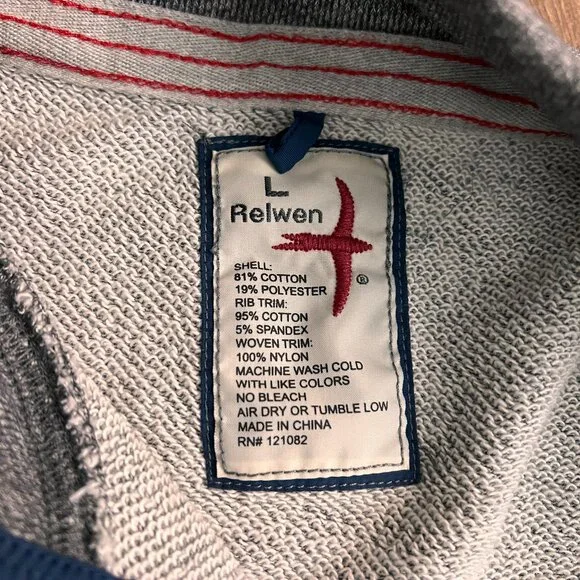 L
Relwen
®
SHELL:
81% COTTON
19% POLYESTER
RIB TRIM:
95% COTTON
5% SPANDEX
WOVEN TRIM:
100% NYLON
MACHINE WASH COLD
WITH LIKE COLORS
NO BLEACH
AIR DRY OR TUMBLE LOW
MADE IN CHINA
RN# 121082